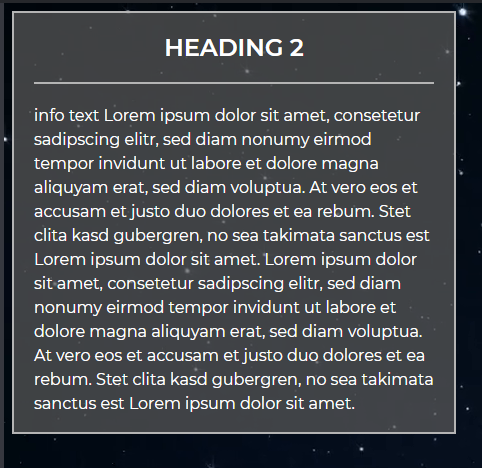 HEADING 2
info text Lorem ipsum dolor sit amet, consetetur
sadipscing elitr, sed diam nonumy eirmod
tempor invidunt ut labore et dolore magna
aliquyam erat, sed diam voluptua. At vero eos et
accusam et justo duo dolores et ea rebum. Stet
clita kasd gubergren, no sea takimata sanctus est
Lorem ipsum dolor sit amet. Lorem ipsum dolor
sit amet, consetetur sadipscing elitr, sed diam
nonumy eirmod tempor invidunt ut labore et
dolore magna aliquyam erat, sed diam voluptua.
At vero eos et accusam et justo duo dolores et ea
rebum. Stet clita kasd gubergren, no sea takimata
sanctus est Lorem ipsum dolor sit amet.